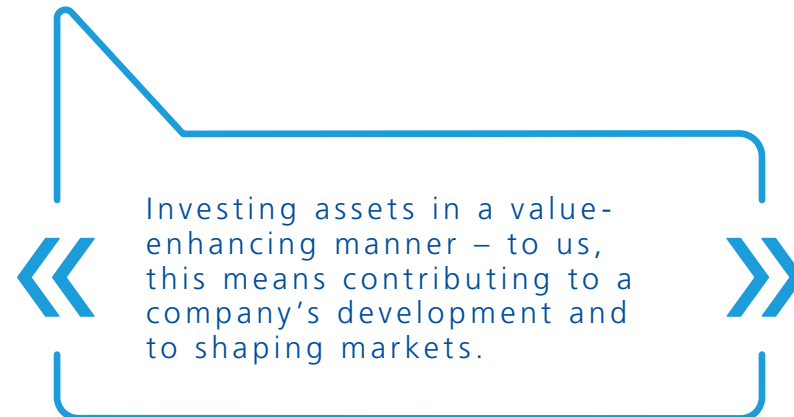 Investing assets in a value-
enhancing manner – to us,
« this means contributing to a »
company’s development and
to shaping markets.